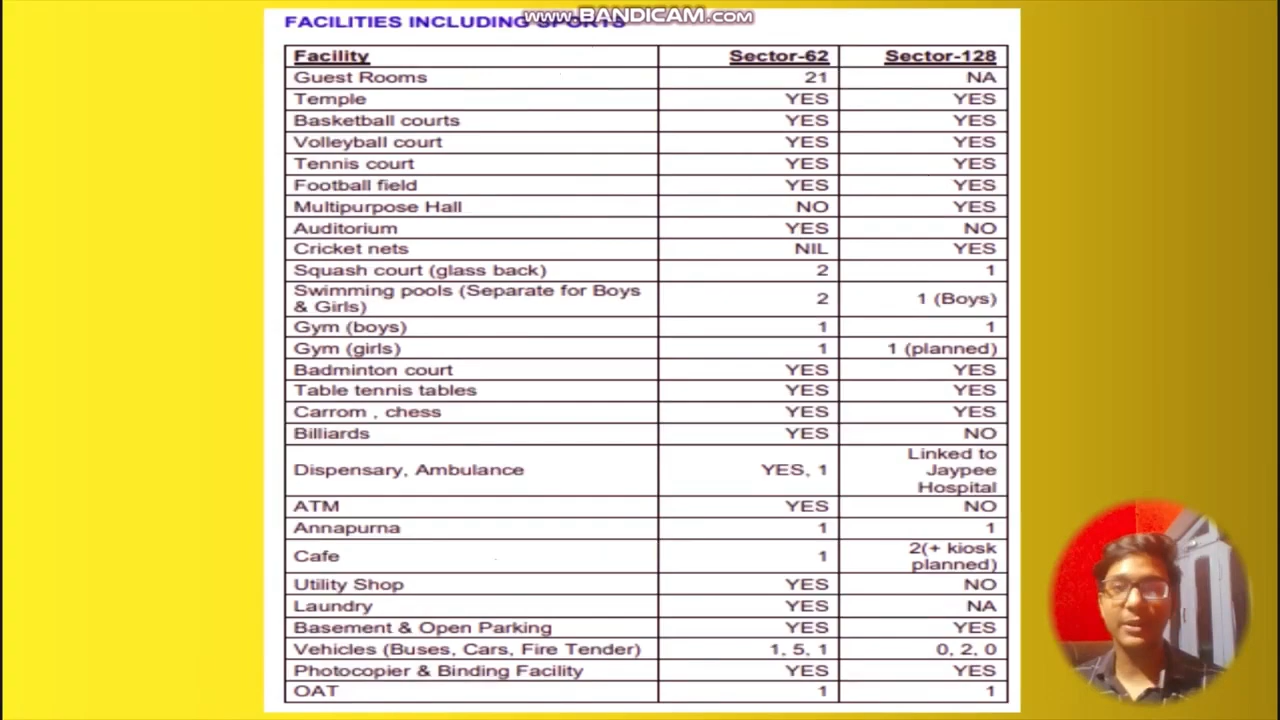 www.BANDICAM.com
FACILITIES INCLUDING SPORTS
Facility Sector-62 Sector-128
Guest Rooms 21 NA
Temple YES YES
Basketball courts YES YES
Volleyball court YES YES
Tennis court YES YES
Football field YES YES
Multipurpose Hall NO YES
Auditorium YES NO
Cricket nets NIL YES
Squash court (glass back) 2 1
Swimming pools (Separate for Boys
& Girls) 2 1 (Boys)
Gym (boys) 1 1
Gym (girls) 1 1 (planned)
Badminton court YES YES
Table tennis tables YES YES
Carrom , chess YES YES
Billiards YES NO
Dispensary, Ambulance YES, 1 Linked to
Jaypee
Hospital
ATM YES NO
Annapurna 1 1
Cafe 1 2(+ kiosk
planned)
Utility Shop YES NO
Laundry YES NA
Basement & Open Parking YES YES
Vehicles (Buses, Cars, Fire Tender) 1, 5, 1 0, 2, 0
Photocopier & Binding Facility YES YES
OAT 1 1